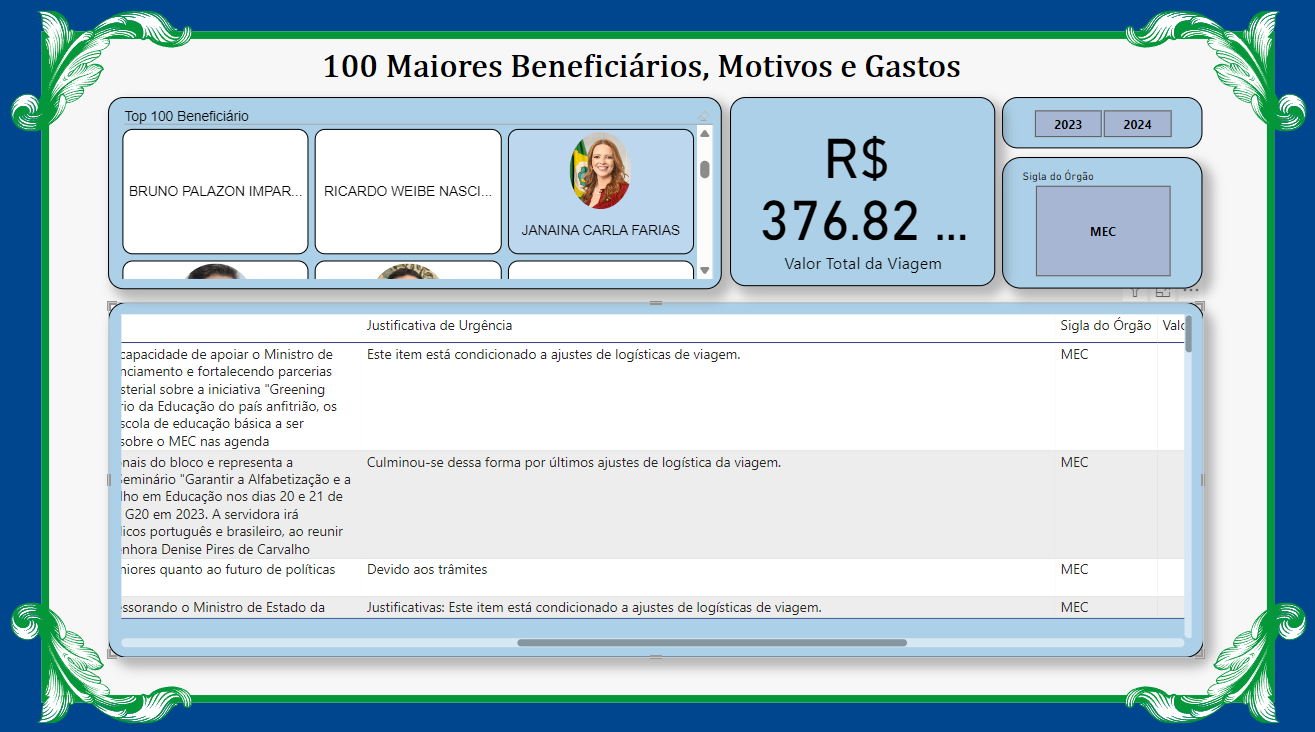 100 Maiores Beneficiários, Motivos e Gastos
Top 100 Beneficiário
BRUNO PALAZON IMPAR...
RICARDO WEIBE NASCI...
JANAINA CARLA FARIAS
R$
376.82 ...
Valor Total da Viagem
2023
2024
Sigla do Órgão
MEC
Justificativa de Urgência
Sigla do Órgão
Valo
capacidade de apoiar o Ministro de
nciamento e fortalecendo parcerias
sterial sobre a iniciativa "Greening
rio da Educação do país anfitrião, os
scola de educação básica a ser
sobre o MEC nas agenda
Este item está condicionado a ajustes de logísticas de viagem.
MEC
onais do bloco e representa a
Seminário "Garantir a Alfabetização e a
lho em Educação nos dias 20 e 21 de
G20 em 2023. A servidora irá
licos português e brasileiro, ao reunir
enhora Denise Pires de Carvalho
Culminou-se dessa forma por últimos ajustes de logística da viagem.
MEC
niores quanto ao futuro de políticas
Devido aos trâmites
MEC
essorando o Ministro de Estado da
Justificativas: Este item está condicionado a ajustes de logísticas de viagem.
MEC